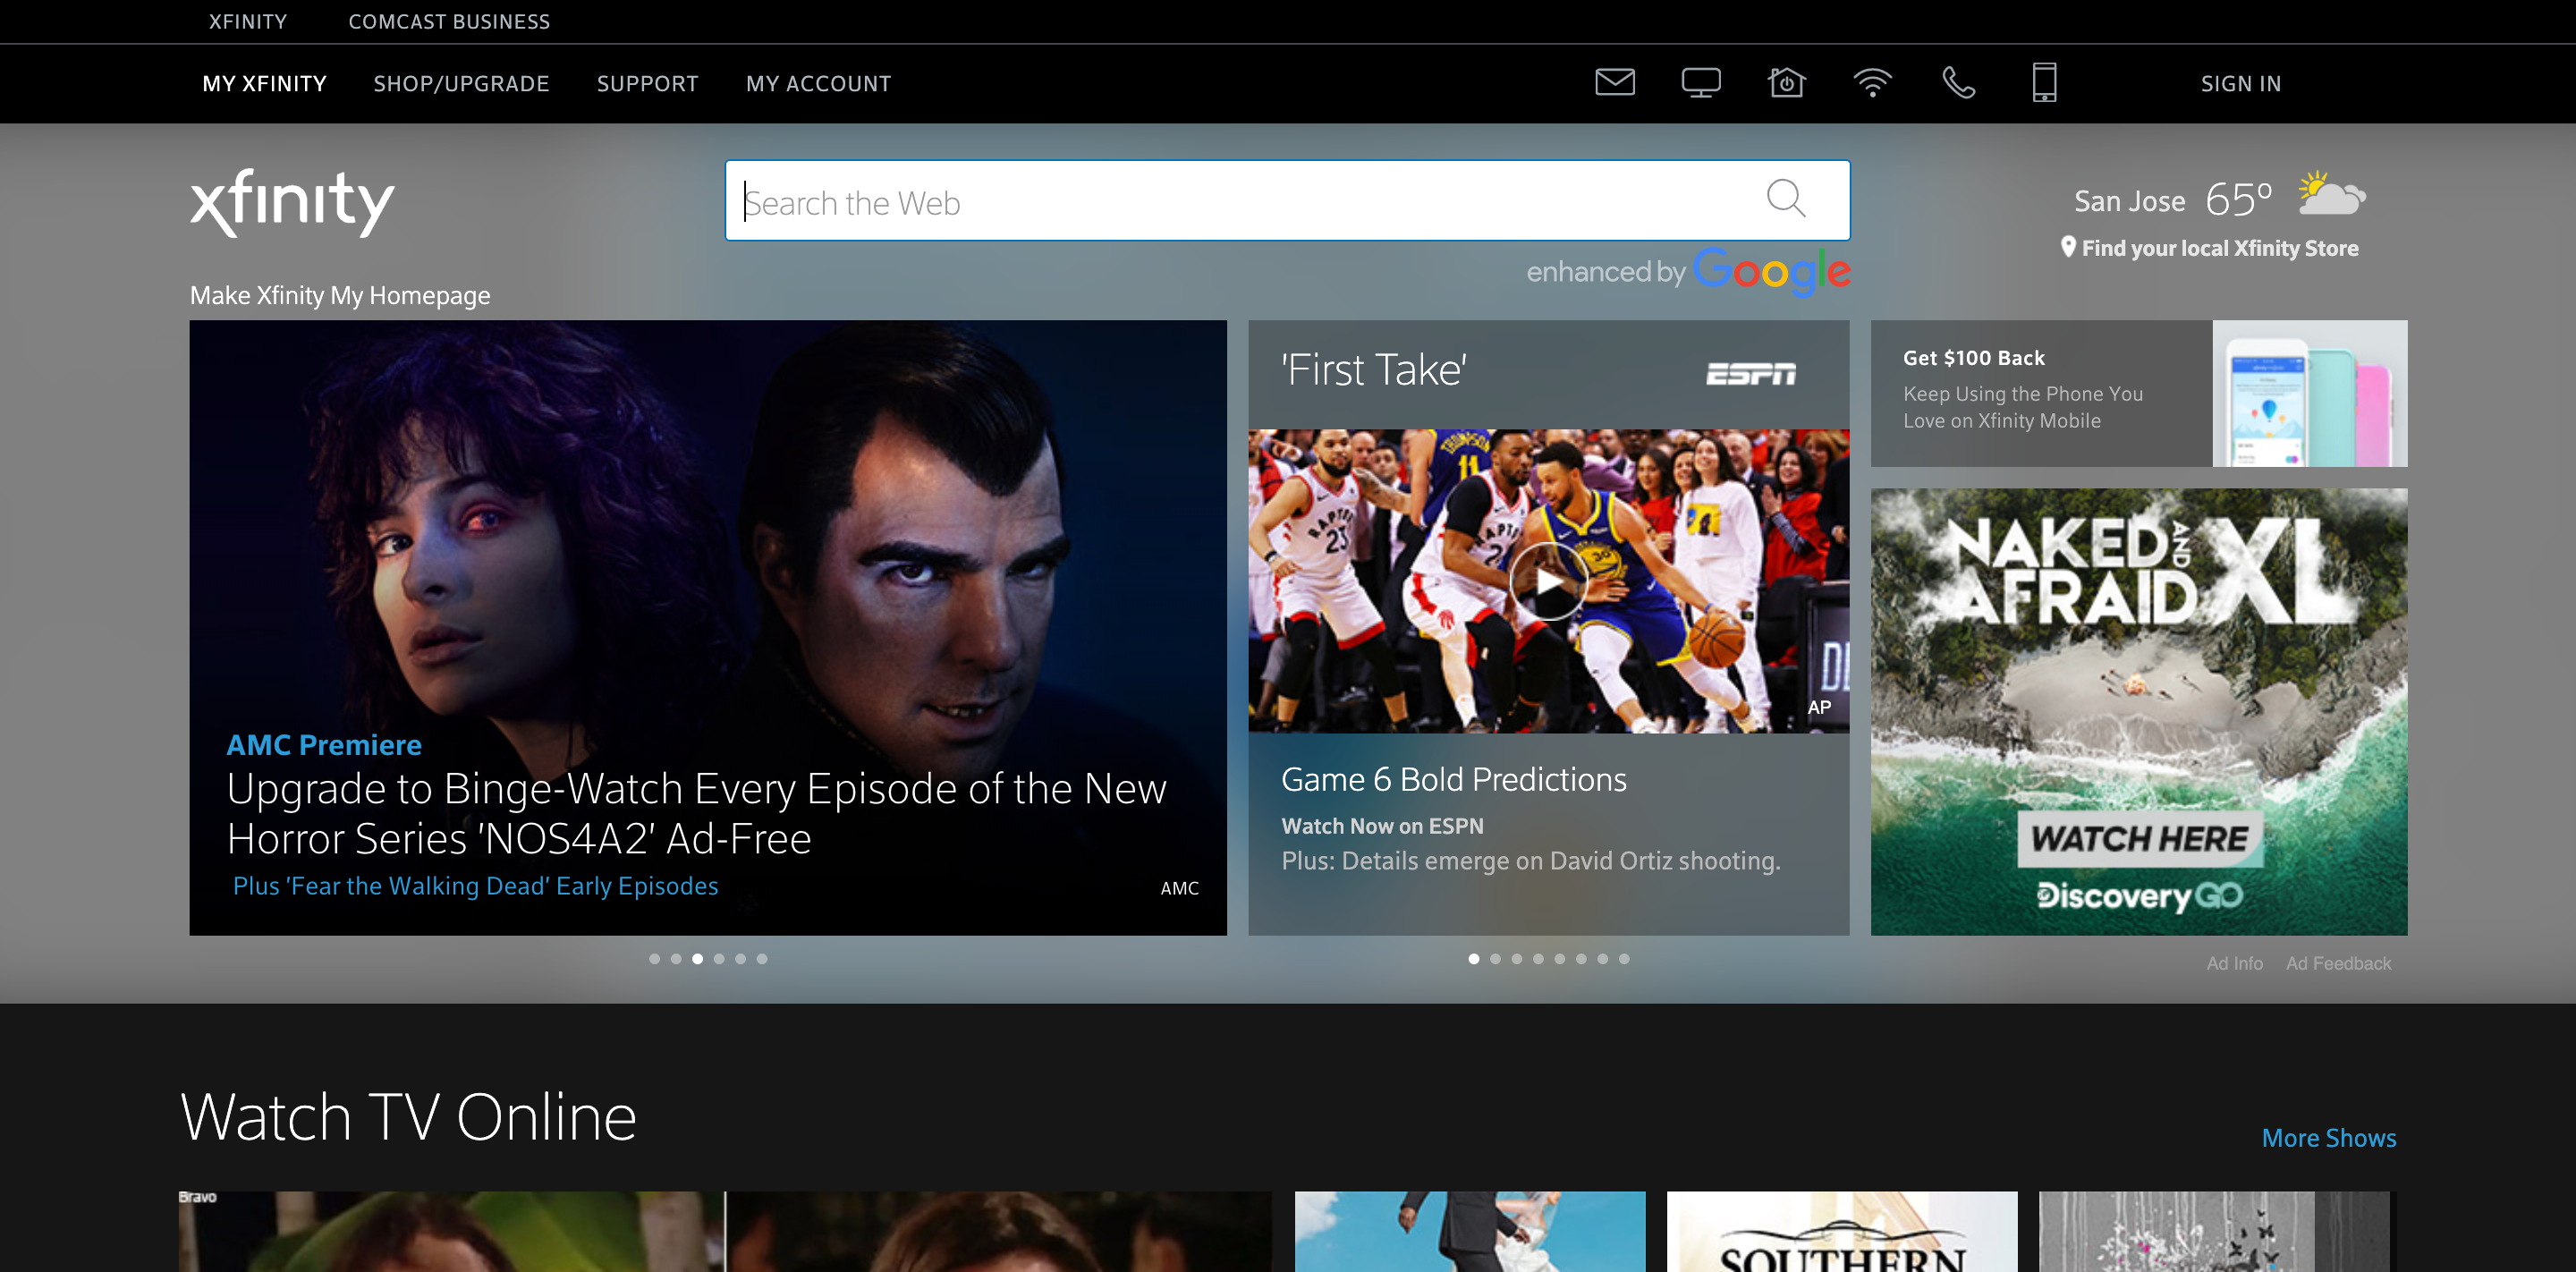 XFINITY COMCAST BUSINESS
MY XFINITY SHOP/UPGRADE SUPPORT MY ACCOUNT SIGN IN
xfinity
Search the Web
San Jose 65°
Find your local Xfinity Store
enhanced by Google
Make Xfinity My Homepage
AMC Premiere
Upgrade to Binge-Watch Every Episode of the New
Horror Series 'NOS4A2' Ad-Free
Plus 'Fear the Walking Dead' Early Episodes
AMC
'First Take'
ESPN
THOMPSON
11
RAPTORS
23
30
AP
Game 6 Bold Predictions
Watch Now on ESPN
Plus: Details emerge on David Ortiz shooting.
Get $100 Back
Keep Using the Phone You
Love on Xfinity Mobile
NAKED AND
AFRAID XL
WATCH HERE
Discovery GO
Ad Info Ad Feedback
Watch TV Online
More Shows
Bravo
SOUTHERN